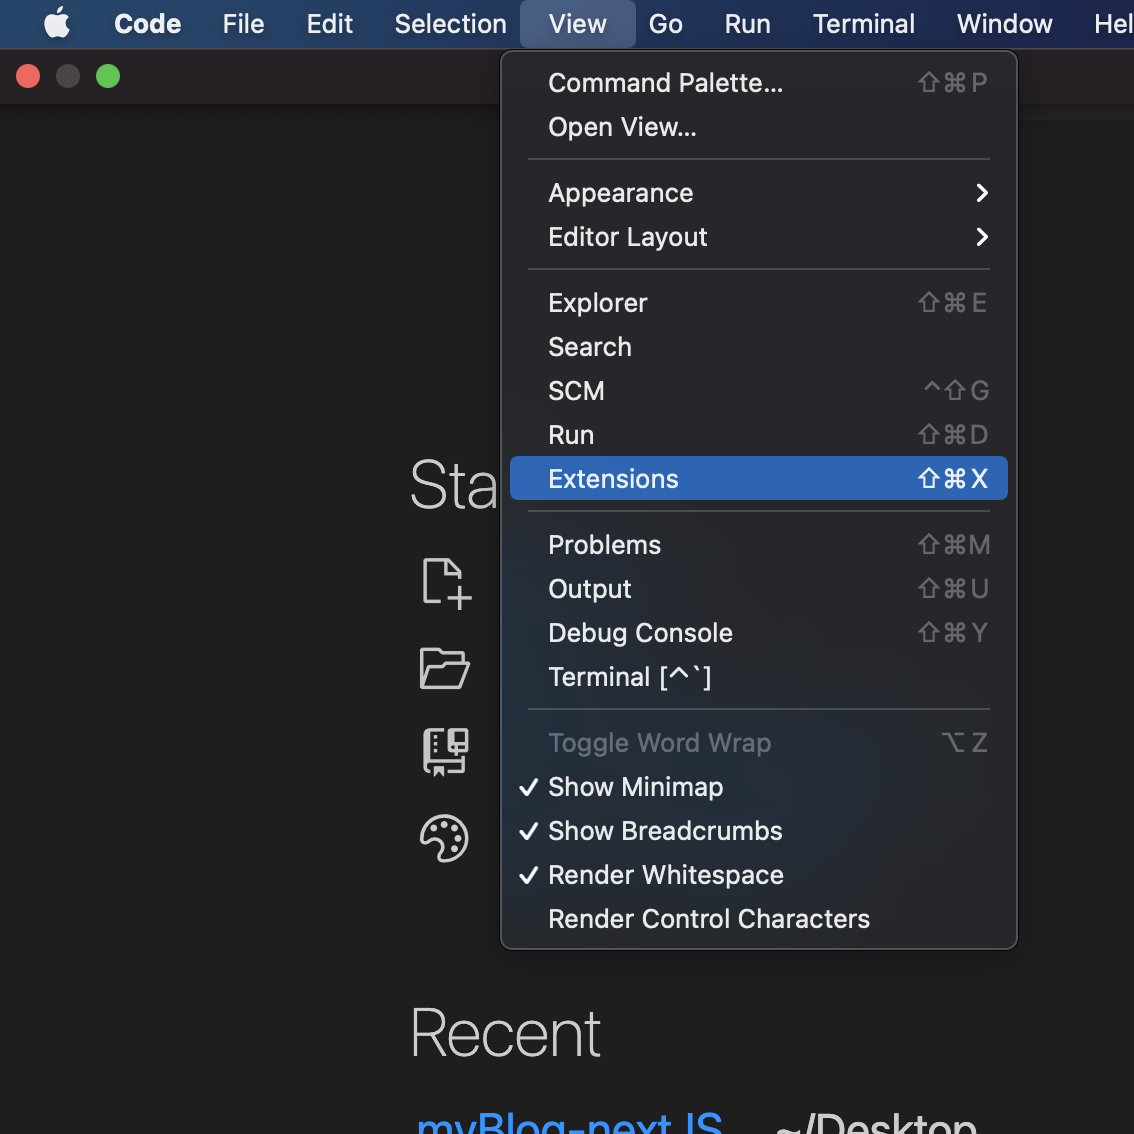 Code File Edit Selection View Go Run Terminal Window Hel
Command Palette... ⇧⌘P
Open View...
Appearance
Editor Layout
Explorer ⇧⌘E
Search
SCM ^⇧G
Run ⇧⌘D
Extensions ⇧⌘X
Problems ⇧⌘M
Output ⇧⌘U
Debug Console ⇧⌘Y
Terminal [^`]
Toggle Word Wrap ⌥Z
✓ Show Minimap
✓ Show Breadcrumbs
✓ Render Whitespace
Render Control Characters
Sta
Recent
myBlog-nextJS ~/Desktop